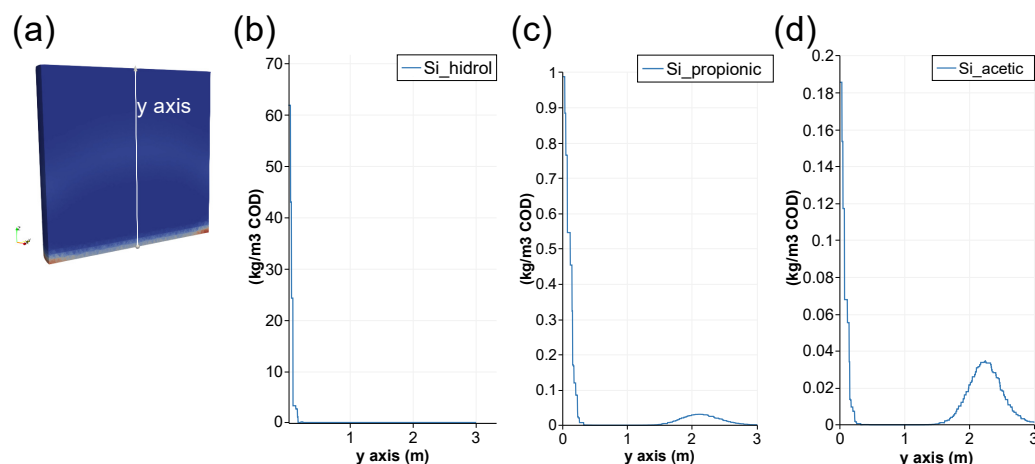 (a)
y axis
(b)
Si_hidrol
70
60
50
40
30
20
10
0
1
2
3
(kg/m3 COD)
y axis (m)
(c)
Si_propionic
1
0.9
0.8
0.7
0.6
0.5
0.4
0.3
0.2
0.1
0
0
1
2
3
(kg/m3 COD)
y axis (m)
(d)
Si_acetic
0.2
0.18
0.16
0.14
0.12
0.10
0.08
0.06
0.04
0.02
0
0
1
2
3
(kg/m3 COD)
y axis (m)